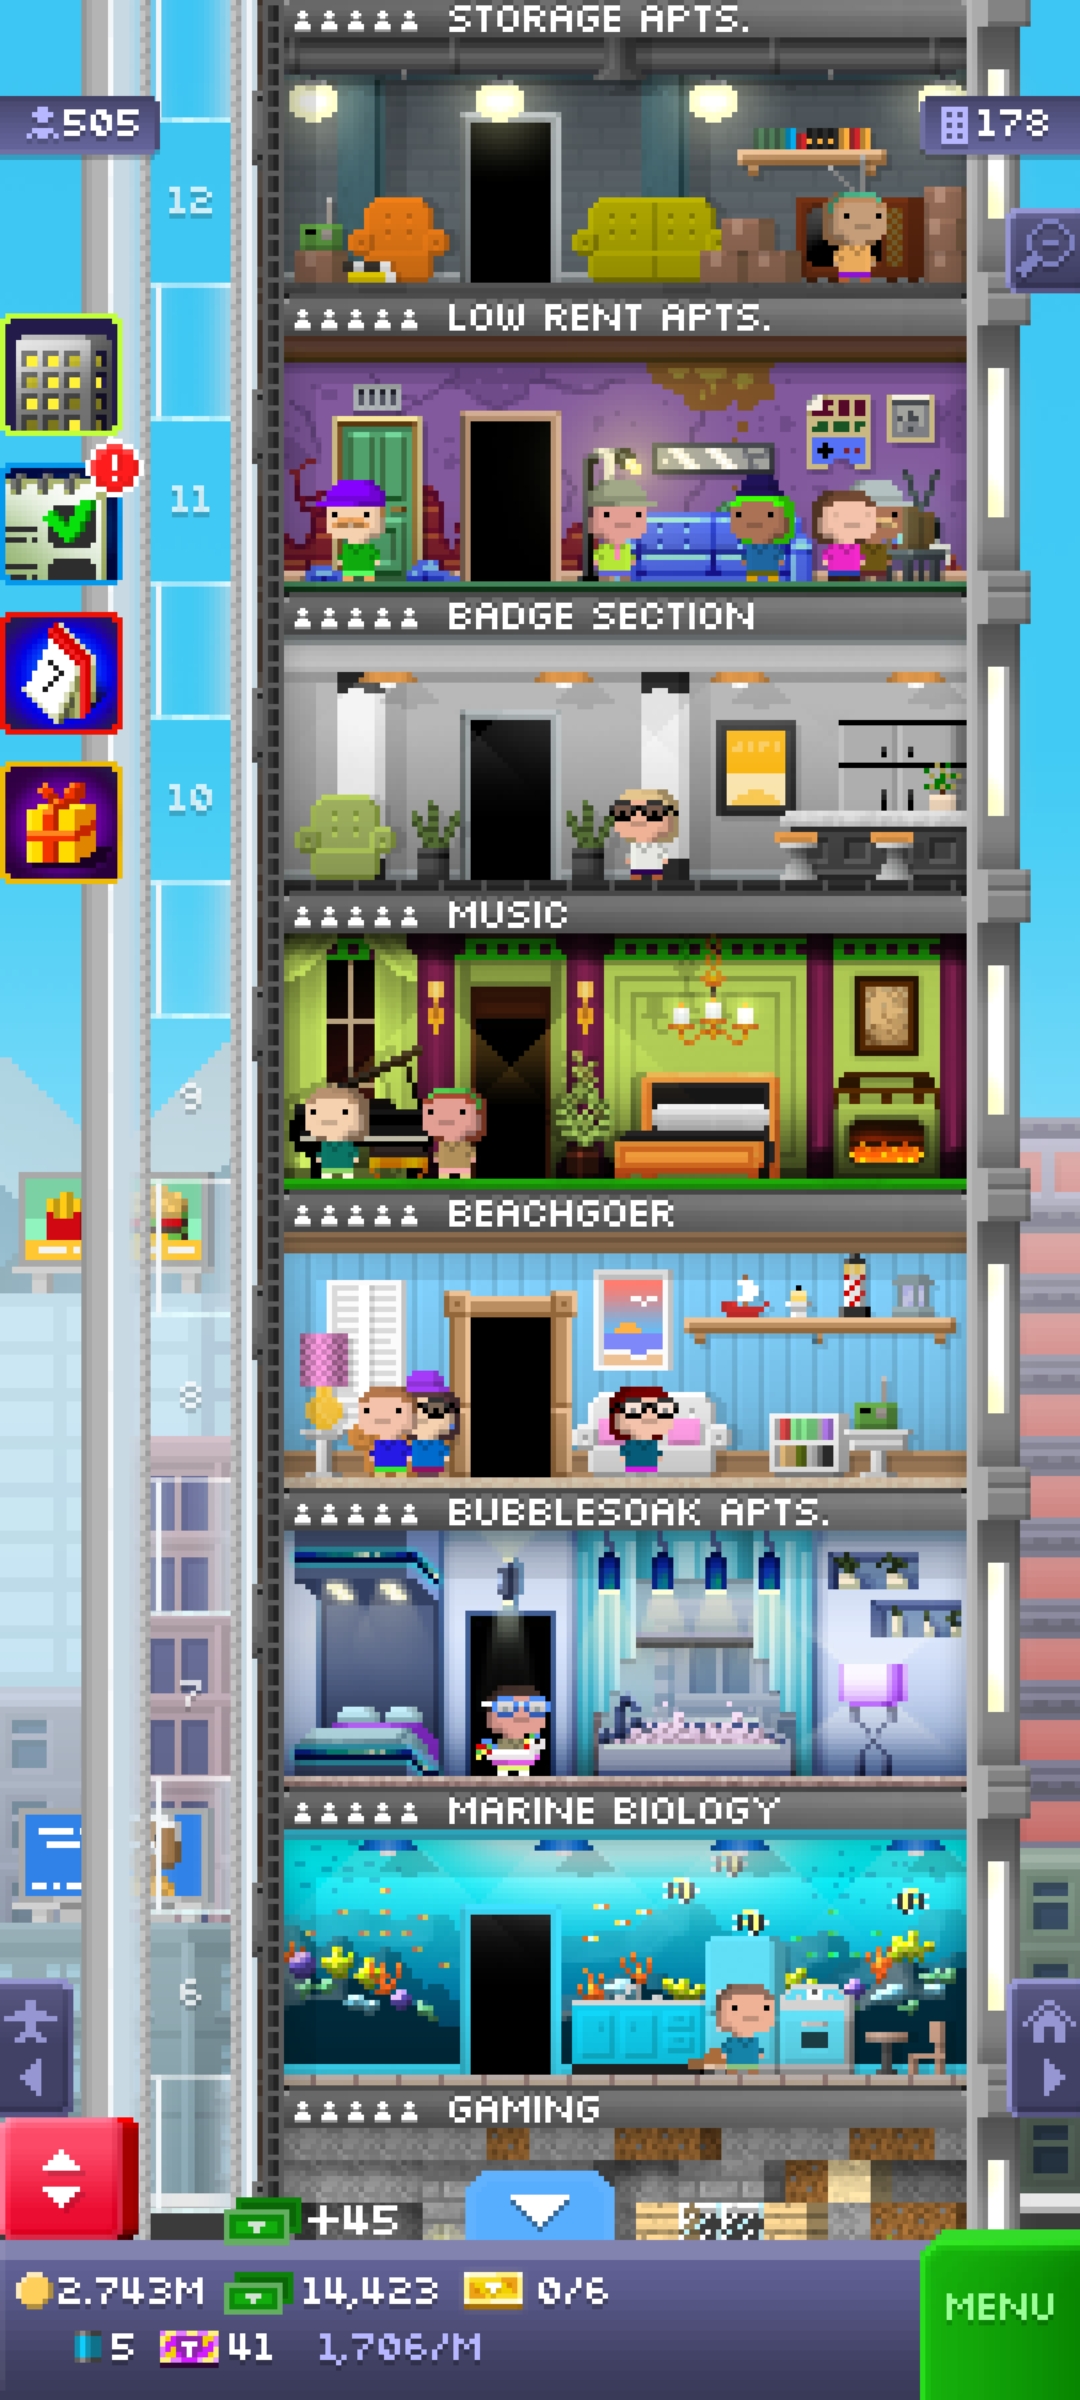 STORAGE APTS.
505
178
12
LOW RENT APTS.
11
BADGE SECTION
10
MUSIC
9
BEACHGOER
8
BUBBLESOAK APTS.
7
MARINE BIOLOGY
6
GAMING
+45
2.743M 14,423 0/6
MENU
5 41 1,706/M